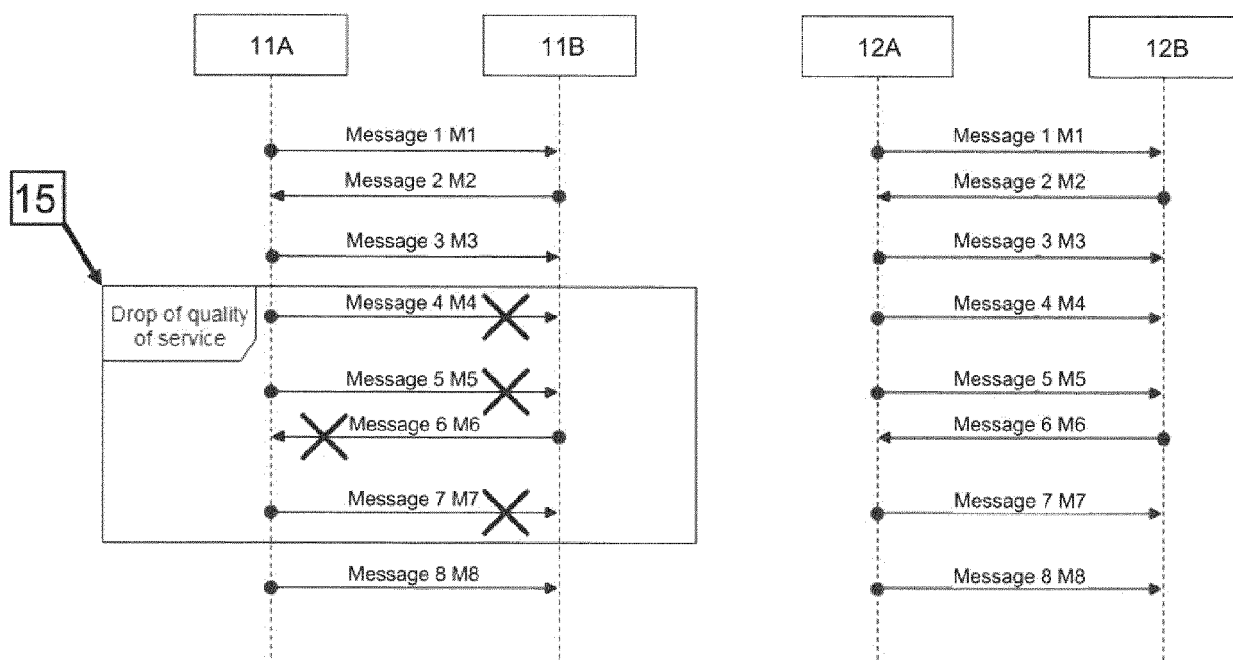 11A
11B
12A
12B
Message 1 M1
Message 1 M1
Message 2 M2
Message 2 M2
15
Message 3 M3
Message 3 M3
Drop of quality
of service
Message 4 M4
Message 4 M4
Message 5 M5
Message 5 M5
Message 6 M6
Message 6 M6
Message 7 M7
Message 7 M7
Message 8 M8
Message 8 M8